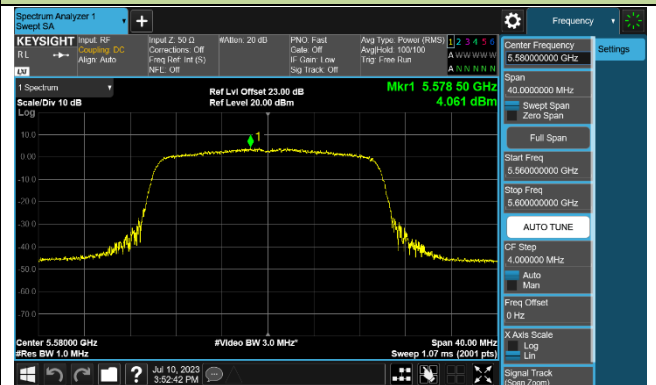 Spectrum Analyzer 1
Swept SA
Frequency
KEYSIGHT
RL
LXI
Input: RF
Coupling: DC
Align: Auto
Input Z: 50 Ω
Corrections: Off
Freq Ref: Int (S)
NFE: Off
#Atten: 20 dB
PNO: Fast
Gate: Off
IF Gain: Low
Sig Track: Off
Avg Type: Power (RMS)
Avg|Hold: 100/100
Trig: Free Run
1 2 3 4 5 6
A W W W W W
A N N N N N
1 Spectrum
Scale/Div 10 dB
Log
Ref Lvl Offset 23.00 dB
Ref Level 20.00 dBm
Mkr1 5.578 50 GHz
4.061 dBm
1
10.0
0.00
-10.0
-20.0
-30.0
-40.0
-50.0
-60.0
-70.0
Center 5.58000 GHz
#Res BW 1.0 MHz
#Video BW 3.0 MHz*
Span 40.00 MHz
Sweep 1.07 ms (2001 pts)
Center Frequency
5.580000000 GHz
Settings
Span
40.0000000 MHz
Swept Span
Zero Span
Full Span
Start Freq
5.560000000 GHz
Stop Freq
5.600000000 GHz
AUTO TUNE
CF Step
4.000000 MHz
Auto
Man
Freq Offset
0 Hz
X Axis Scale
Log
Lin
Signal Track
(Span Zoom)
Jul 10, 2023
3:52:42 PM